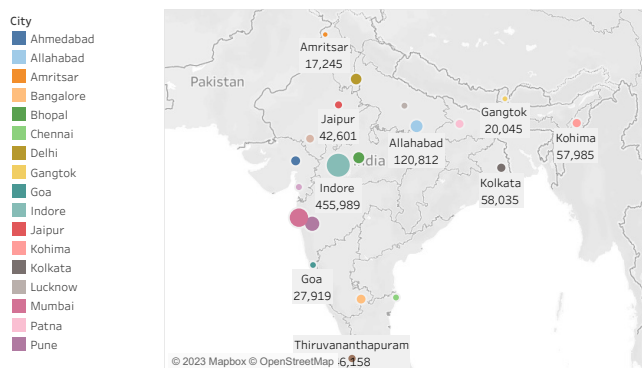 City
Ahmedabad
Allahabad
Amritsar
Bangalore
Bhopal
Chennai
Delhi
Gangtok
Goa
Indore
Jaipur
Kohima
Kolkata
Lucknow
Mumbai
Patna
Pune
Amritsar
17,245
Pakistan
Jaipur
42,601
Gangtok
20,045
Allahabad
120,812
Kohima
57,985
Kolkata
58,035
Indore
455,989
Goa
27,919
Thiruvananthapuram
6,158
© 2023 Mapbox © OpenStreetMap